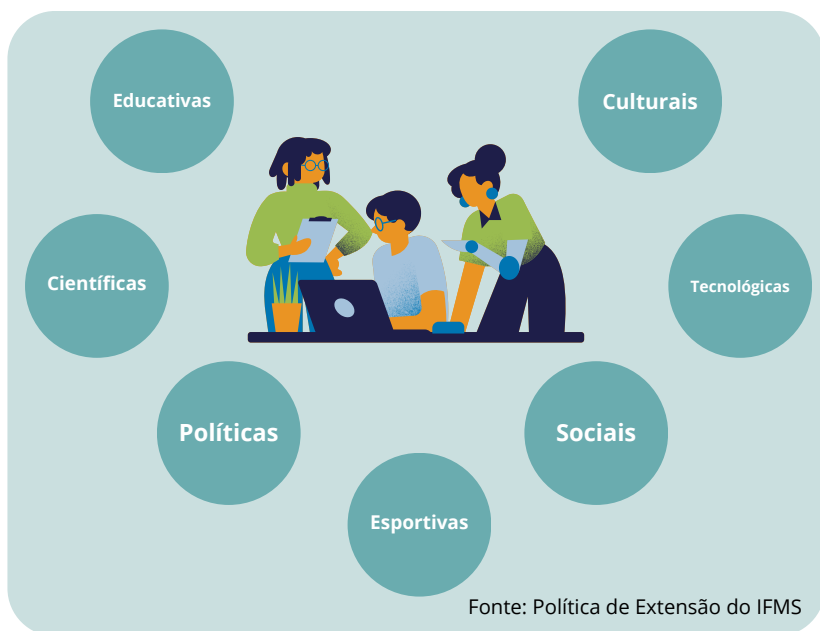 Educativas
Culturais
Científicas
Tecnológicas
Políticas
Sociais
Esportivas
Fonte: Política de Extensão do IFMS